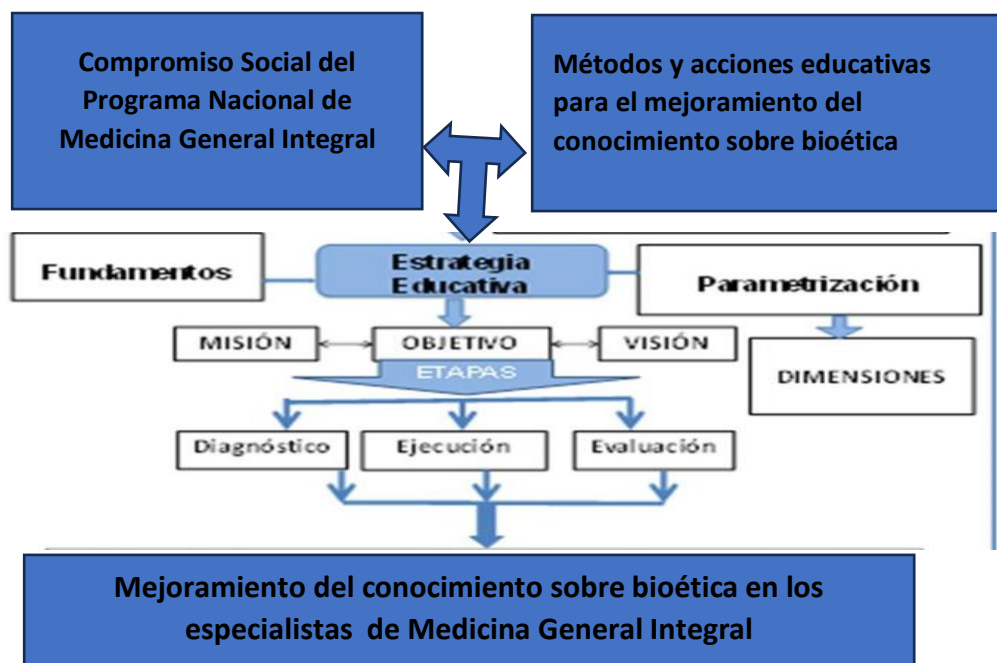 Compromiso Social del
Programa Nacional de
Medicina General Integral
Métodos y acciones educativas
para el mejoramiento del
conocimiento sobre bioética
Fundamentos
Estrategia
Educativa
Parametrización
MISIÓN
OBJETIVO
VISIÓN
ETAPAS
DIMENSIONES
Diagnóstico
Ejecución
Evaluación
Mejoramiento del conocimiento sobre bioética en los
especialistas de Medicina General Integral